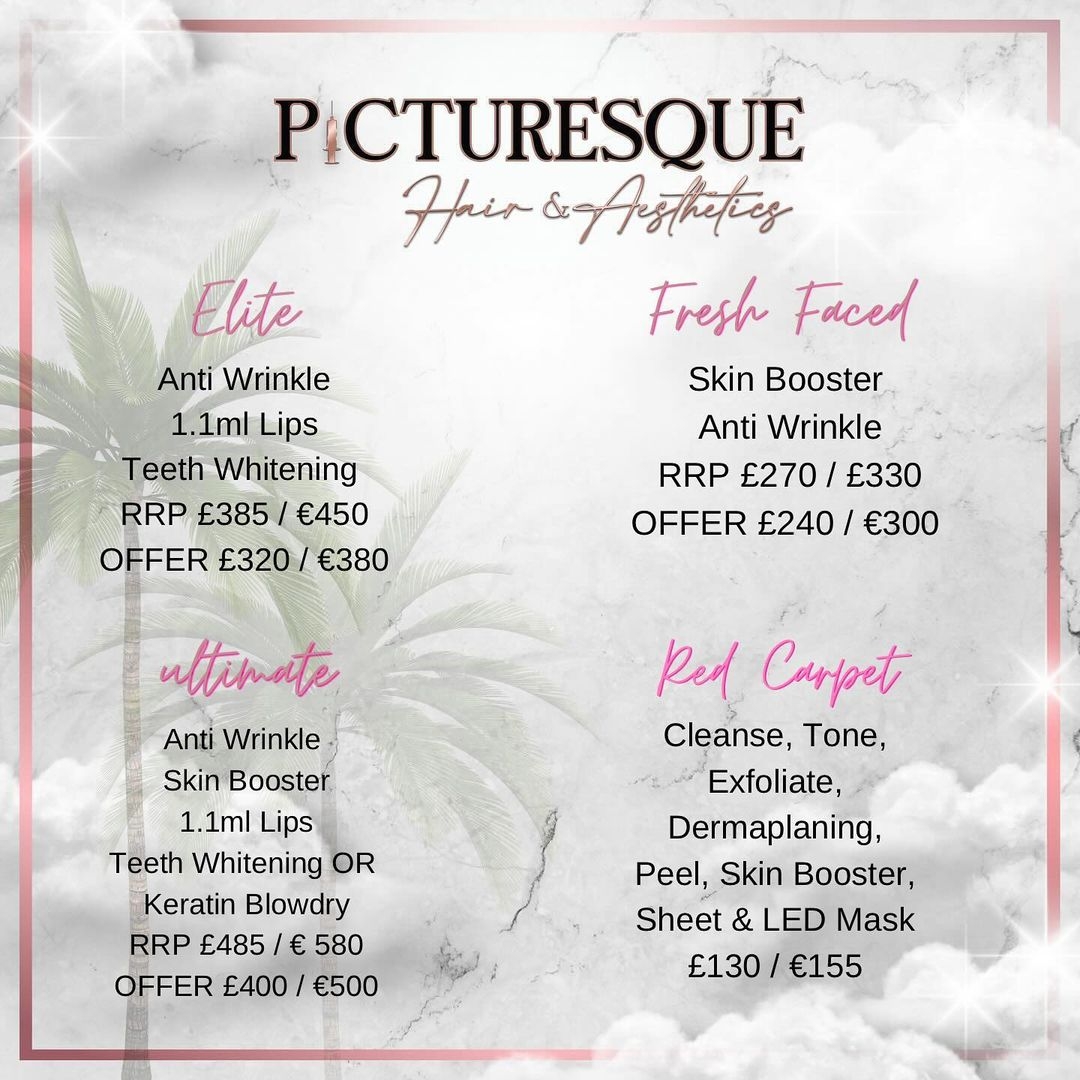 PICTURESQUE
Hair & Aesthetics
Elite
Anti Wrinkle
1.1ml Lips
Teeth Whitening
RRP £385 / €450
OFFER £320 / €380
Fresh Faced
Skin Booster
Anti Wrinkle
RRP £270 / £330
OFFER £240 / €300
ultimate
Anti Wrinkle
Skin Booster
1.1ml Lips
Teeth Whitening OR
Keratin Blowdry
RRP £485 / € 580
OFFER £400 / €500
Red Carpet
Cleanse, Tone,
Exfoliate,
Dermaplaning,
Peel, Skin Booster,
Sheet & LED Mask
£130 / €155